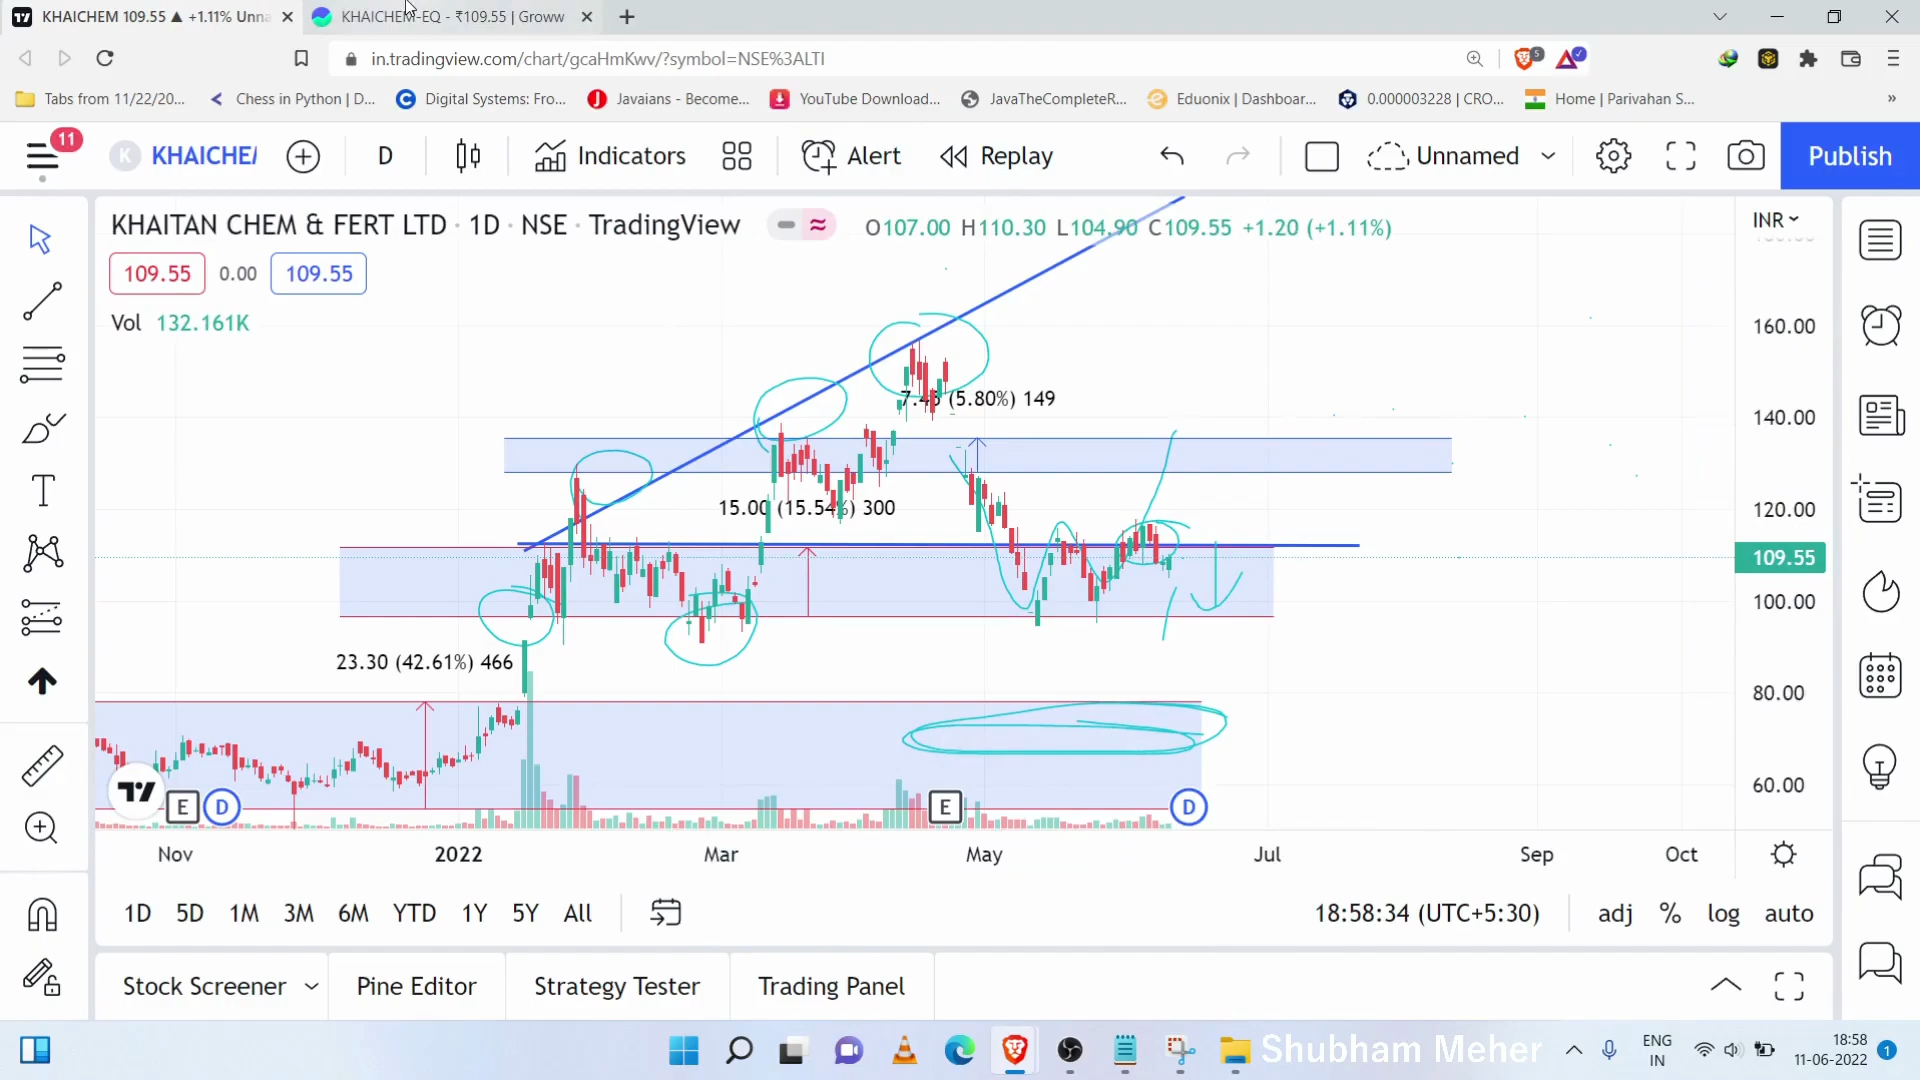 KHAICHEM 109.55 ▲ +1.11% Unna
KHAICHEM-EQ - ₹109.55 | Groww
in.tradingview.com/chart/gcaHmKwv/?symbol=NSE%3ALTI
5
Tabs from 11/22/20...
Chess in Python | D...
Digital Systems: Fro...
Javaians - Become...
YouTube Download...
JavaTheCompleteR...
Eduonix | Dashboar...
0.000003228 | CRO...
Home | Parivahan S...
»
11
K KHAICHEM
D
Indicators
Alert
Replay
Unnamed
Publish
KHAITAN CHEM & FERT LTD · 1D · NSE · TradingView
O107.00 H110.30 L104.90 C109.55 +1.20 (+1.11%)
INR
109.55
0.00
109.55
Vol 132.161K
160.00
140.00
120.00
109.55
100.00
80.00
60.00
(5.80%) 149
15.00 (15.54%) 300
23.30 (42.61%) 466
E D
E
D
Nov
2022
Mar
May
Jul
Sep
Oct
1D 5D 1M 3M 6M YTD 1Y 5Y All
18:58:34 (UTC+5:30)
adj % log auto
Stock Screener
Pine Editor
Strategy Tester
Trading Panel
Shubham Meher
ENG
IN
18:58
11-06-2022
1